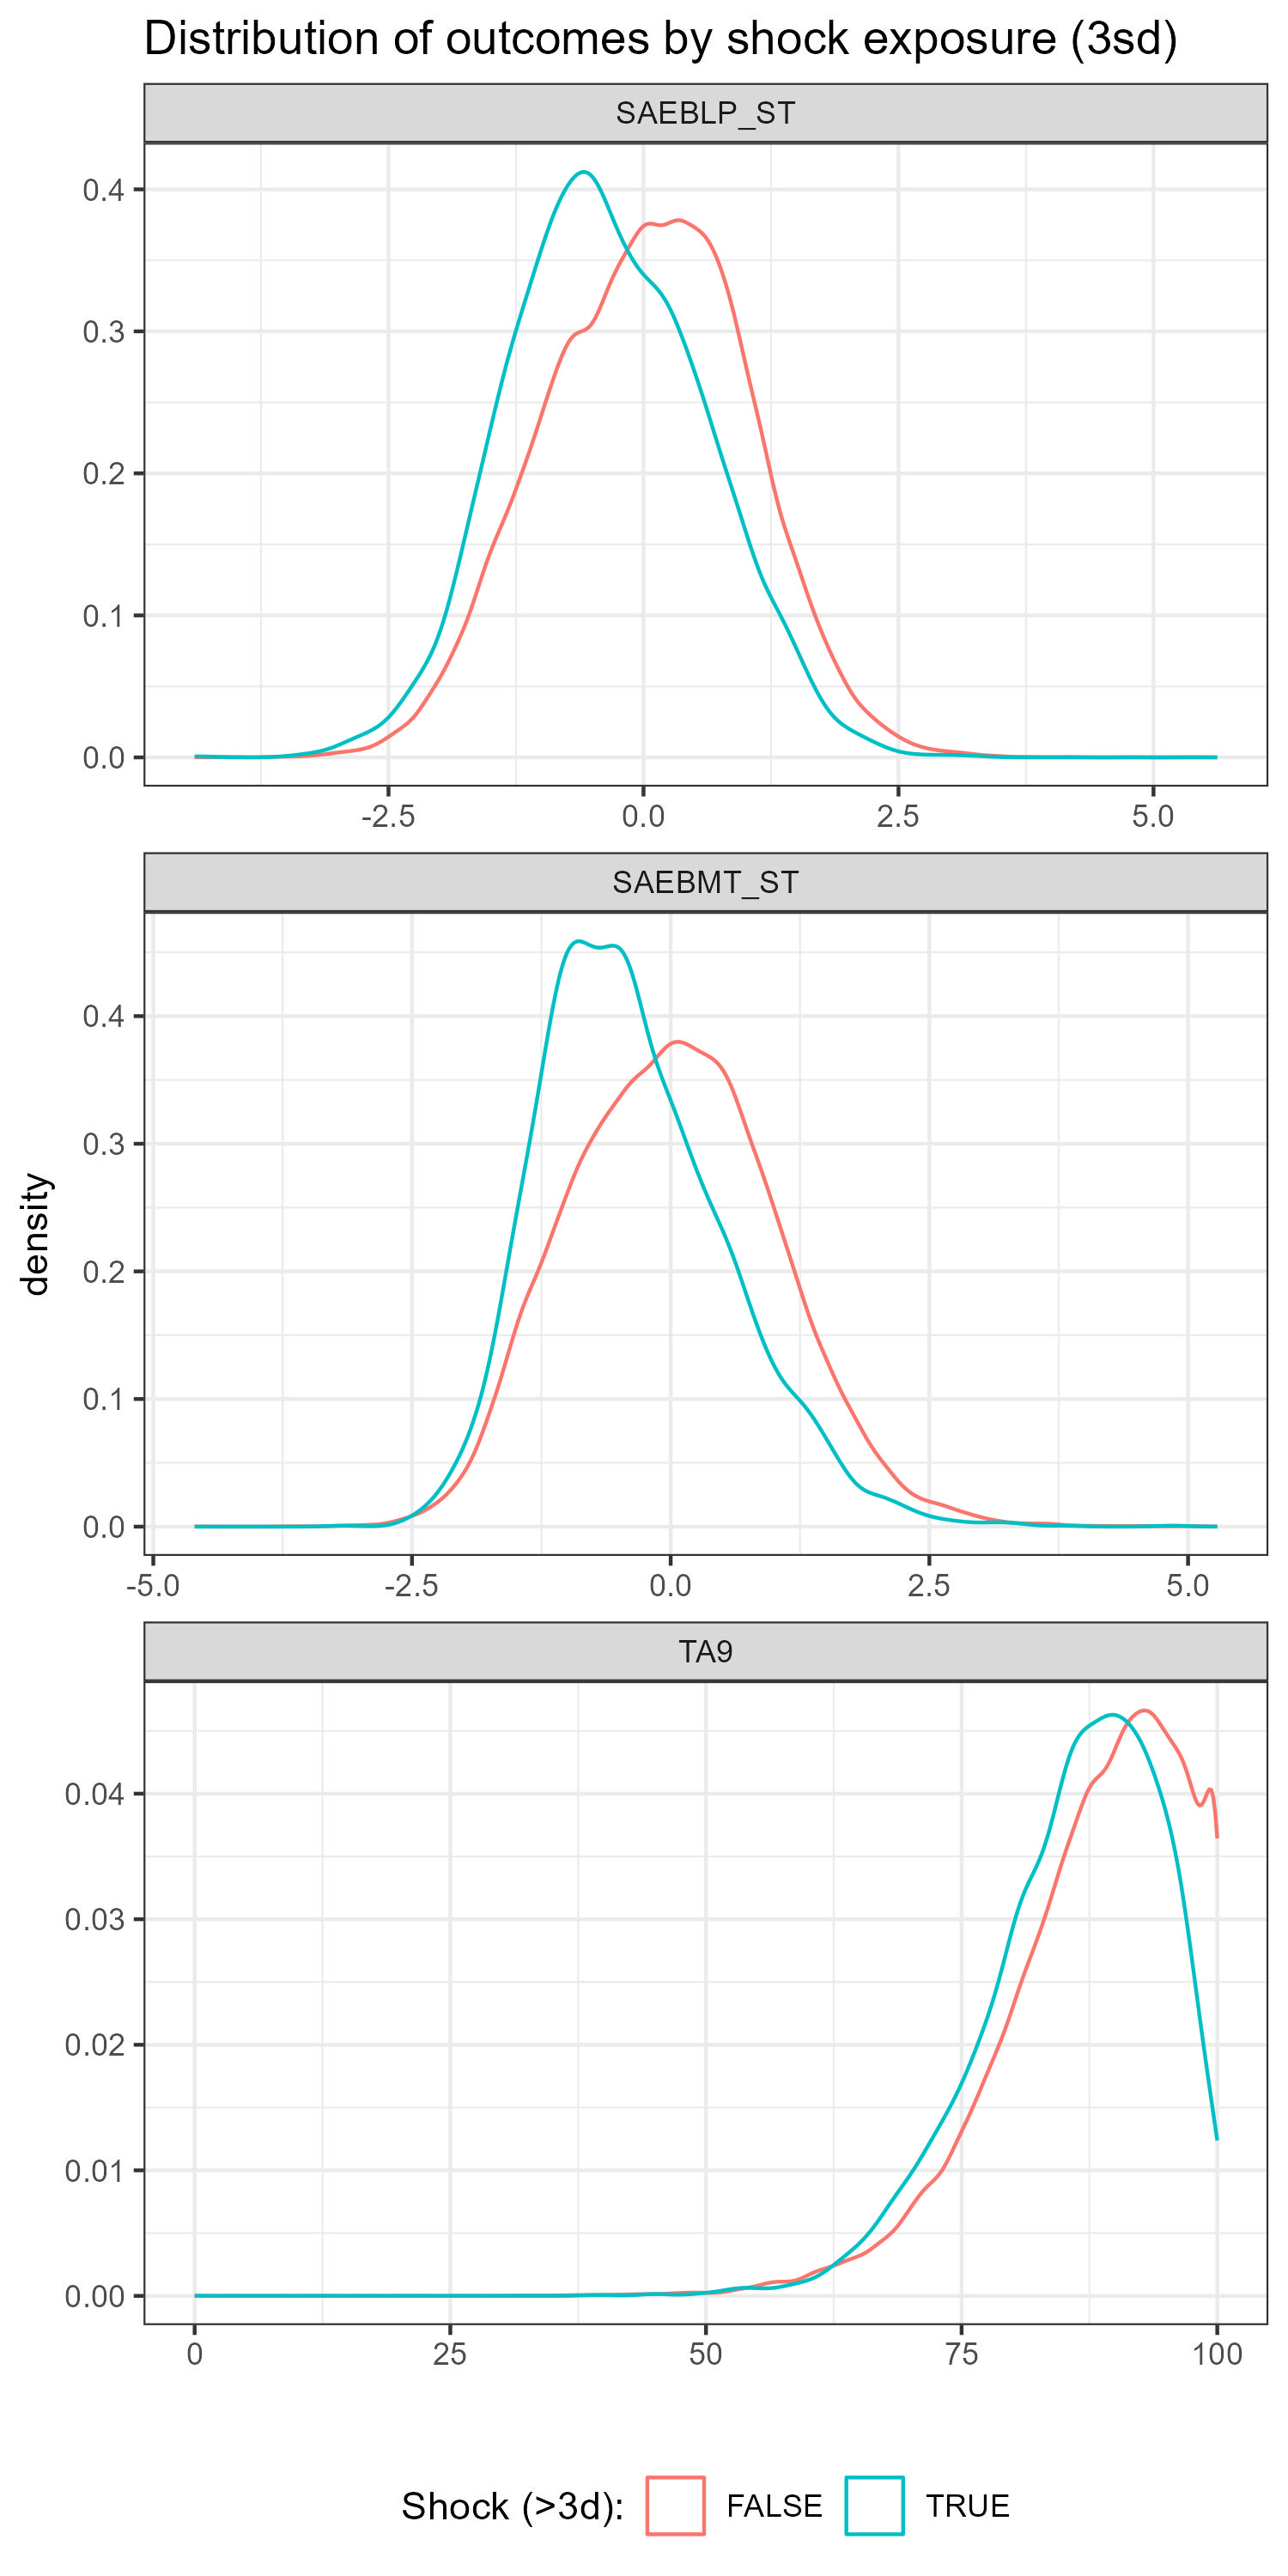 Distribution of outcomes by shock exposure (3sd)
SAEBLP_ST
0.4
0.3
0.2
0.1
0.0
-2.5 0.0 2.5 5.0
SAEBMT_ST
0.4
0.3
0.2
0.1
0.0
-5.0 -2.5 0.0 2.5 5.0
density
TA9
0.04
0.03
0.02
0.01
0.00
0 25 50 75 100
Shock (>3d): FALSE TRUE